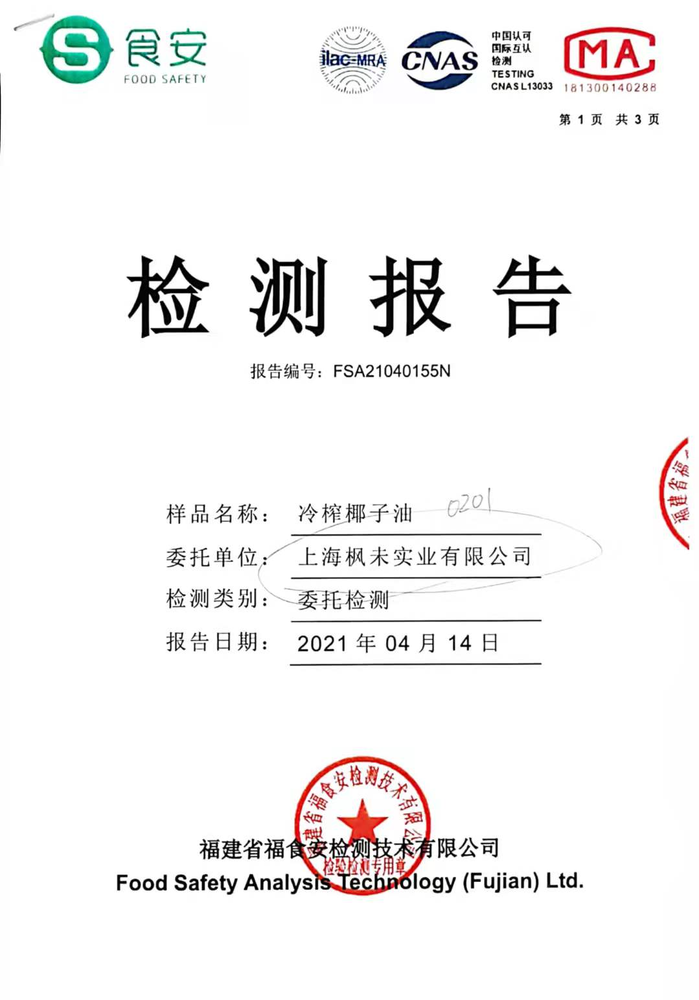 S 食安
FOOD SAFETY
ilac-MRA
CNAS
中国认可
国际互认
检测
TESTING
CNAS L13033
MA
181300140288
第 1 页 共 3 页
检测报告
报告编号：FSA21040155N
福建省福
样品名称： 冷榨椰子油 0201
委托单位： 上海枫未实业有限公司
检测类别： 委托检测
报告日期： 2021 年 04 月 14 日
福建省福食安检测技术有限公司
福建省福食安检测技术有限公司
检验检测专用章
Food Safety Analysis Technology (Fujian) Ltd.